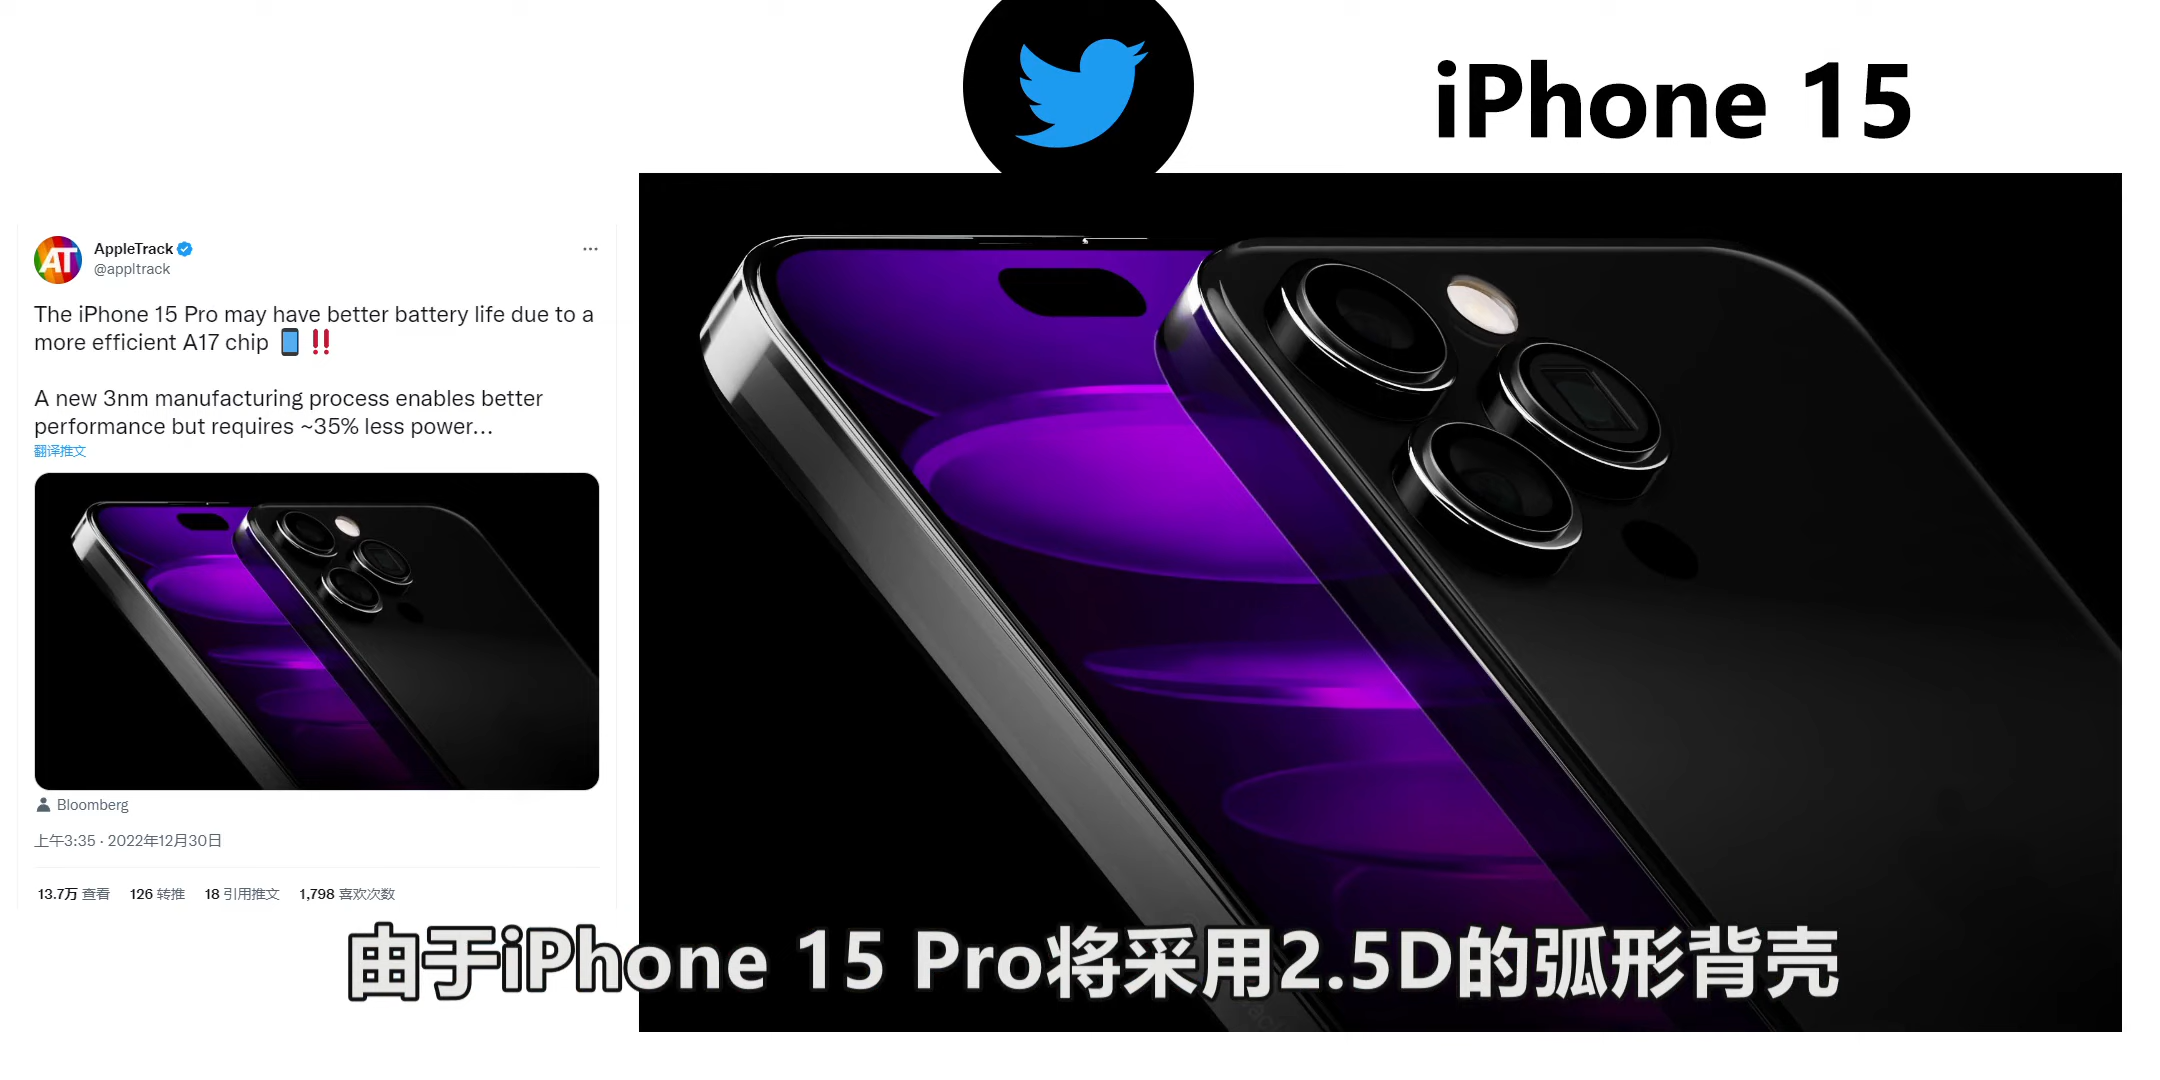 iPhone 15
AT
AppleTrack
@appltrack
The iPhone 15 Pro may have better battery life due to a
more efficient A17 chip 📱 ‼️
A new 3nm manufacturing process enables better
performance but requires ~35% less power...
翻译推文
Bloomberg
上午3:35 · 2022年12月30日
13.7万 查看 126 转推 18 引用推文 1,798 喜欢次数
由于iPhone 15 Pro将采用2.5D的弧形背壳